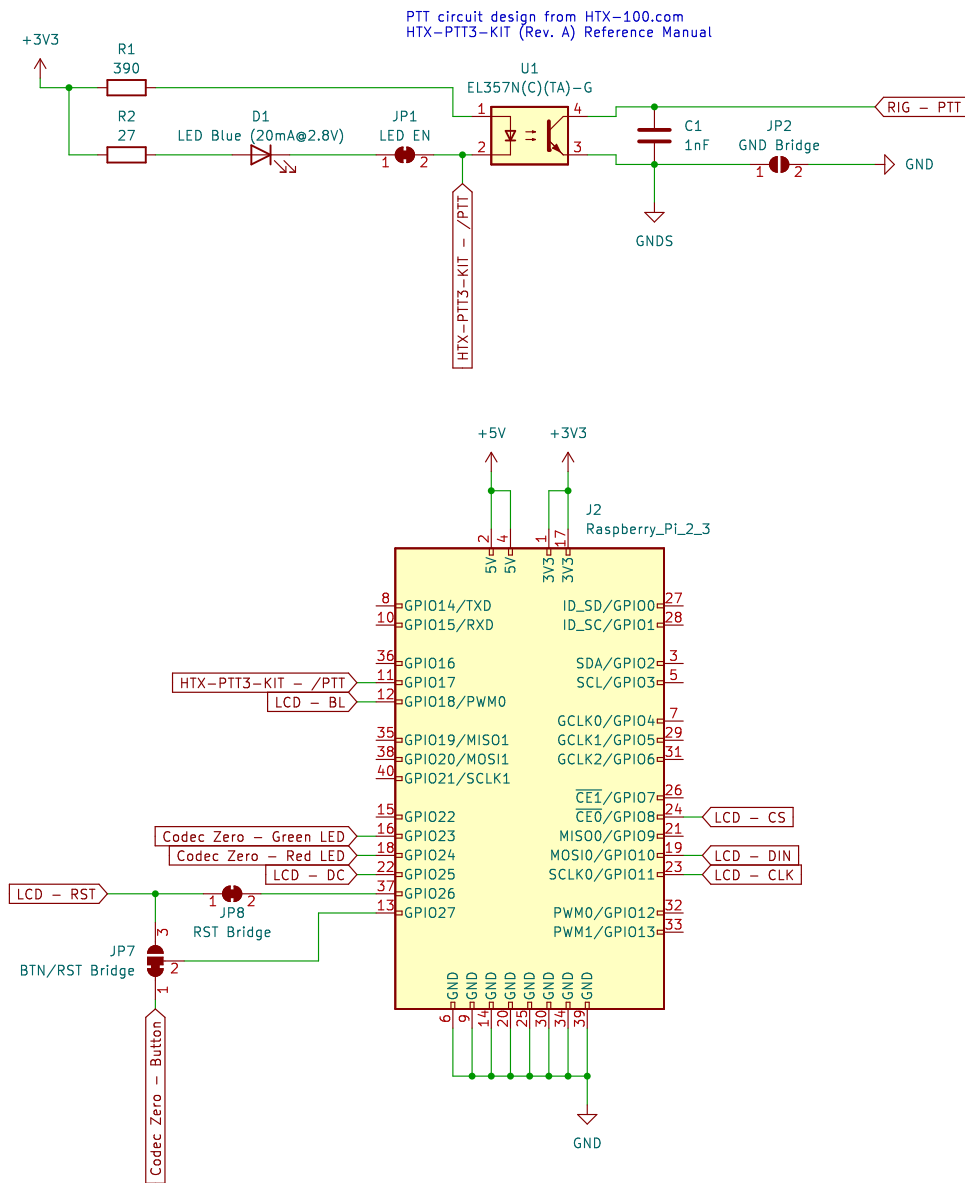 PTT circuit design from HTX-100.com
HTX-PTT3-KIT (Rev. A) Reference Manual
+3V3
R1
390
U1
EL357N(C)(TA)-G
1
4
RIG - PTT
R2
27
D1
LED Blue (20mA@2.8V)
JP1
LED EN
1
2
2
3
C1
1nF
JP2
GND Bridge
1
2
GND
GNDS
HTX-PTT3-KIT - /PTT
+5V
+3V3
J2
Raspberry_Pi_2_3
2
4
1
17
5V
5V
3V3
3V3
8
GPIO14/TXD
ID_SD/GPIO0
27
10
GPIO15/RXD
ID_SC/GPIO1
28
36
GPIO16
SDA/GPIO2
3
HTX-PTT3-KIT - /PTT
11
GPIO17
SCL/GPIO3
5
LCD - BL
12
GPIO18/PWM0
GCLK0/GPIO4
7
35
GPIO19/MISO1
GCLK1/GPIO5
29
38
GPIO20/MOSI1
GCLK2/GPIO6
31
40
GPIO21/SCLK1
CE1/GPIO7
26
15
GPIO22
CE0/GPIO8
24
LCD - CS
Codec Zero - Green LED
16
GPIO23
MISO0/GPIO9
21
Codec Zero - Red LED
18
GPIO24
MOSI0/GPIO10
19
LCD - DIN
LCD - DC
22
GPIO25
SCLK0/GPIO11
23
LCD - CLK
LCD - RST
1
2
JP8
RST Bridge
37
GPIO26
13
GPIO27
PWM0/GPIO12
32
PWM1/GPIO13
33
JP7
BTN/RST Bridge
3
2
1
Codec Zero - Button
GND
GND
GND
GND
GND
GND
GND
GND
6
9
14
20
25
30
34
39
GND